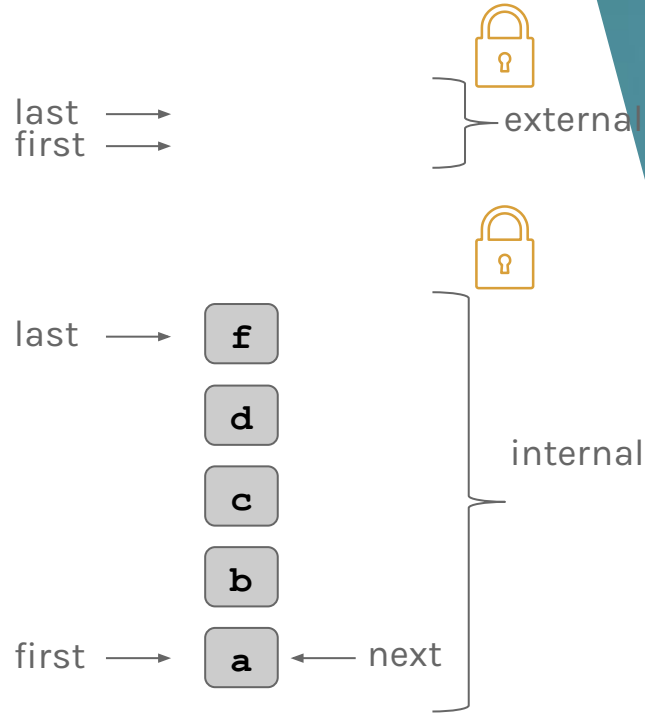 last
first
external
last
f
d
internal
c
b
first
a
next